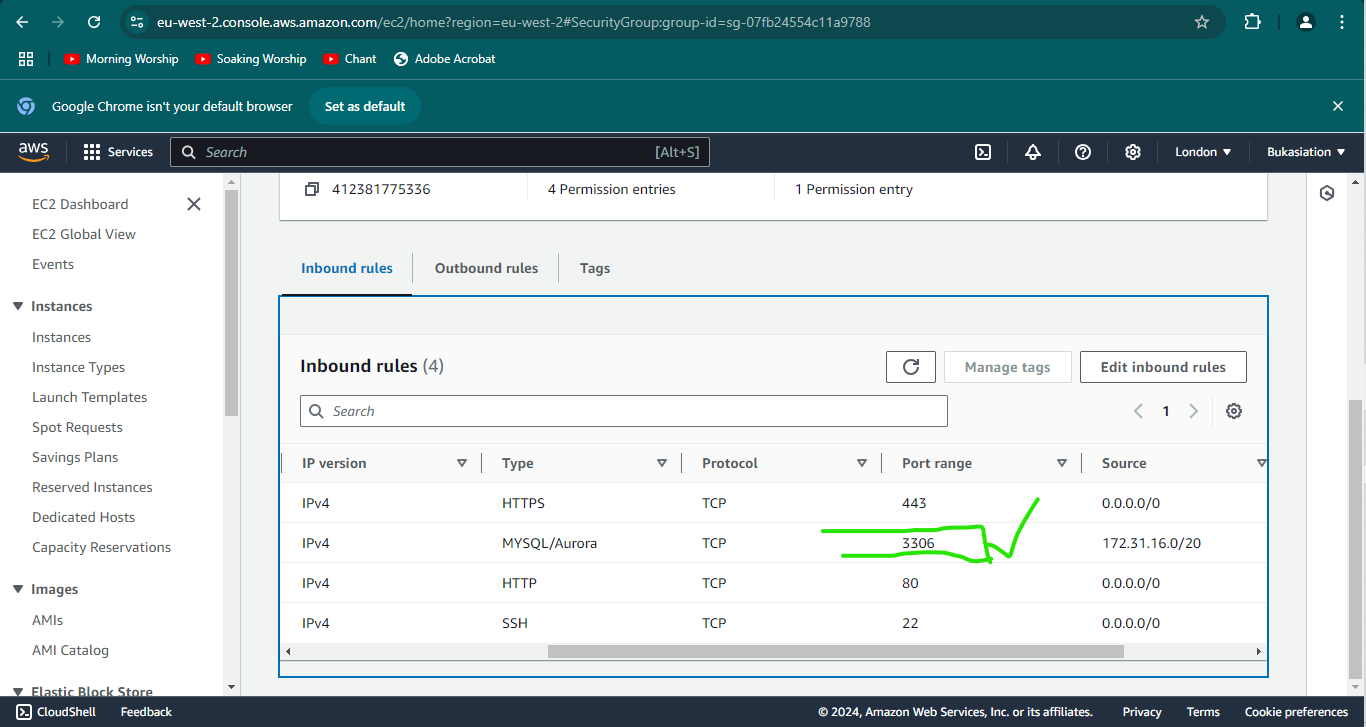 eu-west-2.console.aws.amazon.com/ec2/home?region=eu-west-2#SecurityGroup:group-id=sg-07fb24554c11a9788
Morning Worship Soaking Worship Chant Adobe Acrobat
Google Chrome isn't your default browser Set as default
aws Services Search [Alt+S] London Bukasiation
412381775336 4 Permission entries 1 Permission entry
EC2 Dashboard
EC2 Global View
Events
Instances
Instances
Instance Types
Launch Templates
Spot Requests
Savings Plans
Reserved Instances
Dedicated Hosts
Capacity Reservations
Images
AMIs
AMI Catalog
Elastic Block Store
Inbound rules Outbound rules Tags
Inbound rules (4) Manage tags Edit inbound rules
Search 1
IP version Type Protocol Port range Source
IPv4 HTTPS TCP 443 0.0.0.0/0
IPv4 MYSQL/Aurora TCP 3306 172.31.16.0/20
IPv4 HTTP TCP 80 0.0.0.0/0
IPv4 SSH TCP 22 0.0.0.0/0
CloudShell Feedback © 2024, Amazon Web Services, Inc. or its affiliates. Privacy Terms Cookie preferences